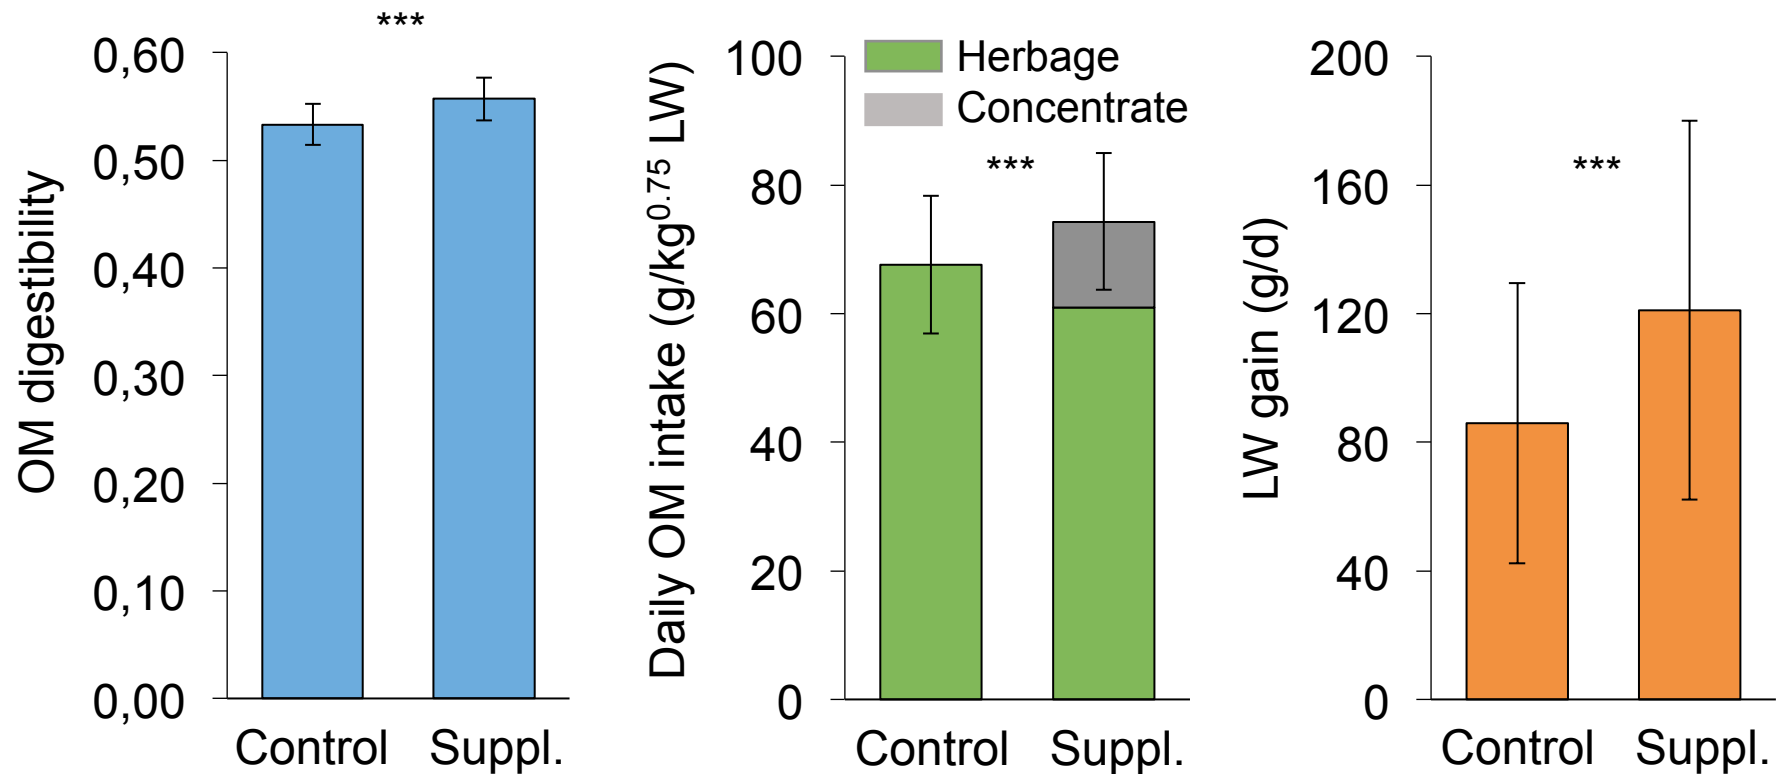 ***
OM digestibility
0,60
0,50
0,40
0,30
0,20
0,10
0,00
Control Suppl.
Daily OM intake (g/kg^0.75 LW)
100
80
60
40
20
0
Herbage
Concentrate
***
Control Suppl.
LW gain (g/d)
200
160
120
80
40
0
***
Control Suppl.